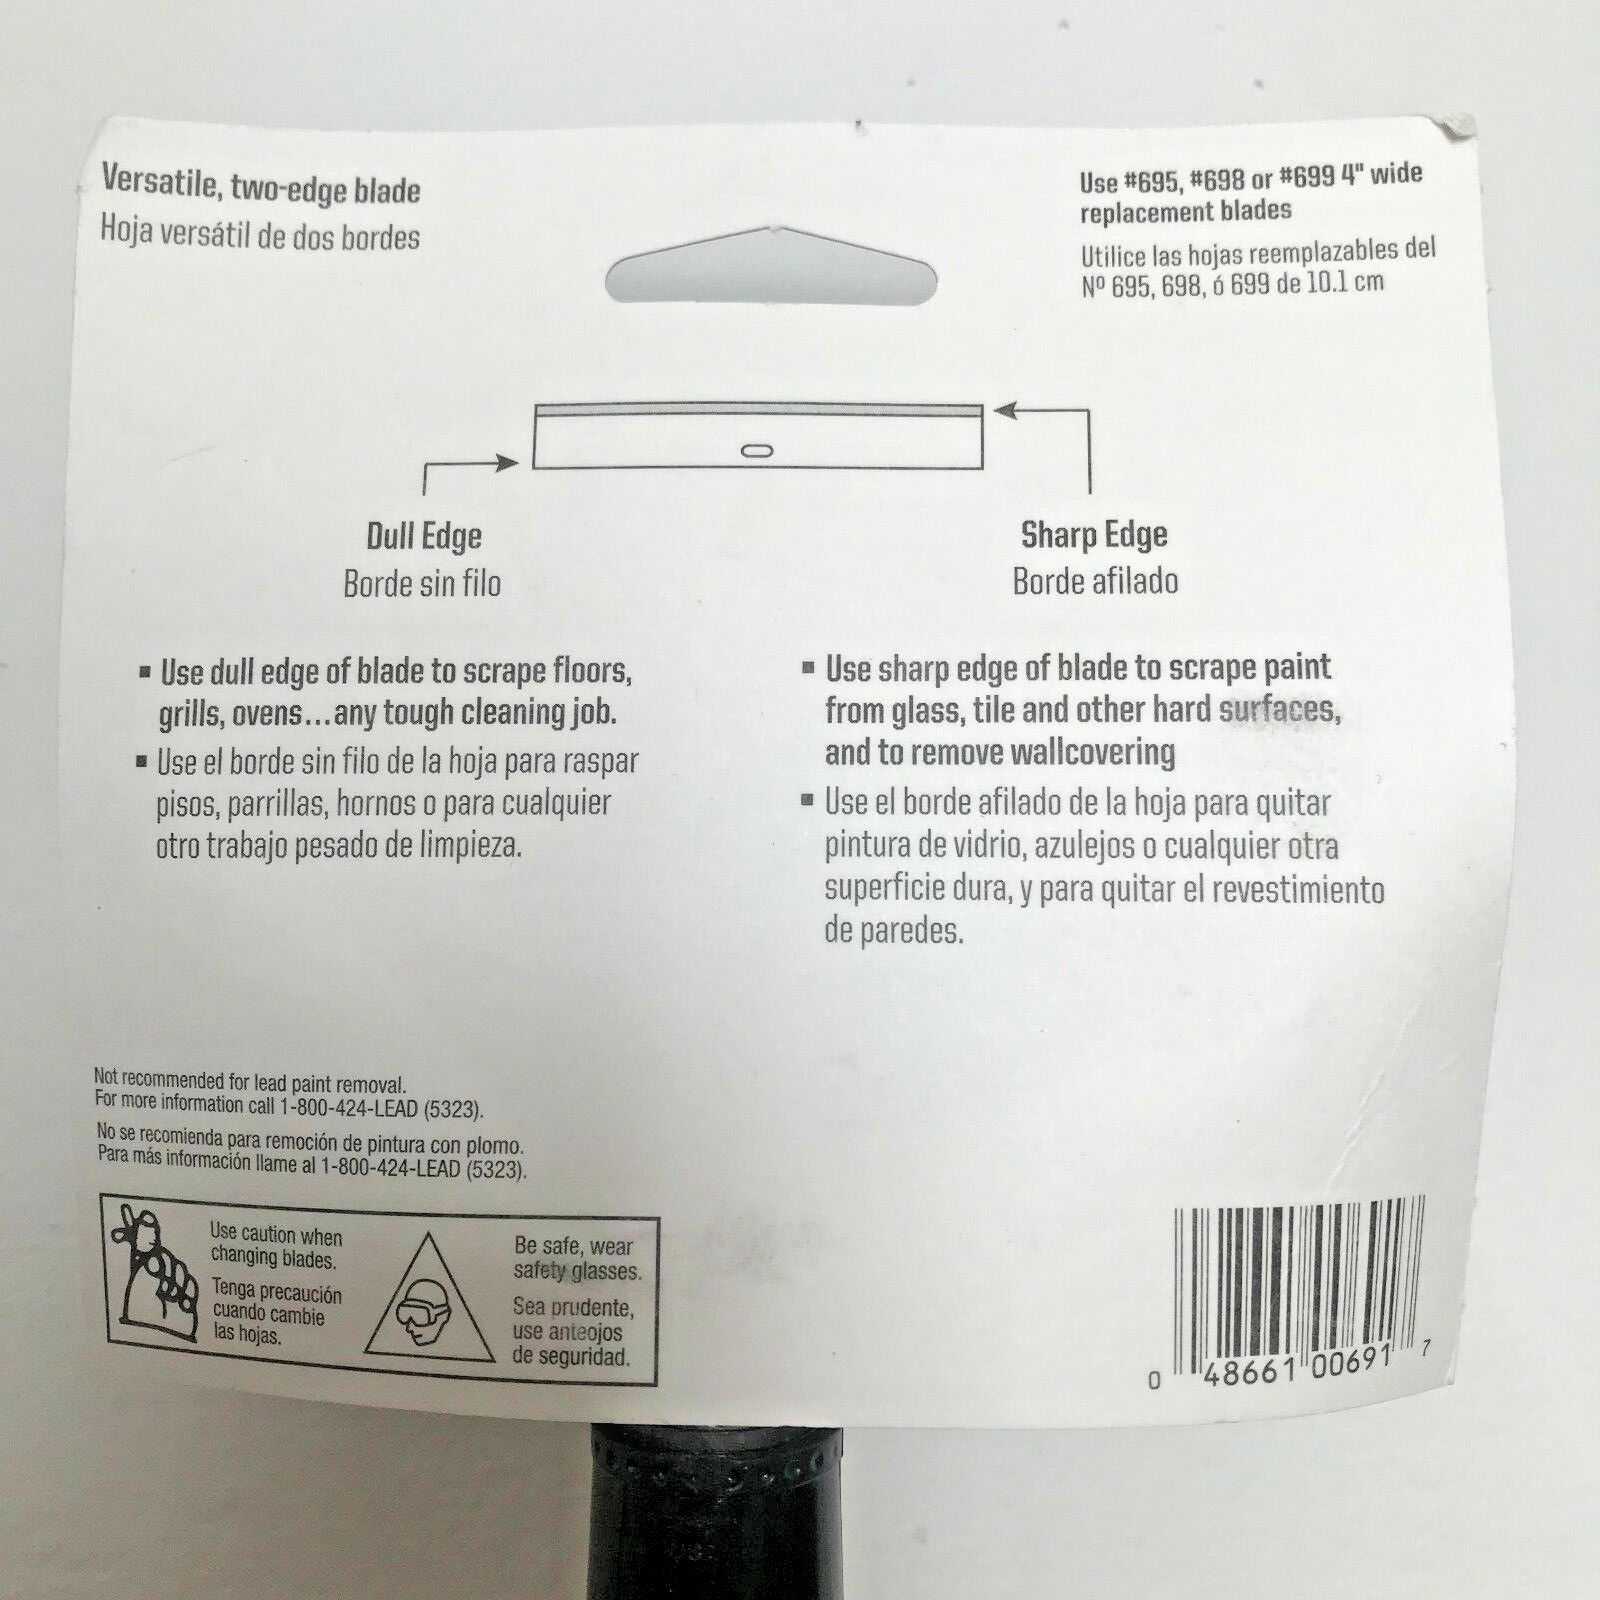 Versatile, two-edge blade
Hoja versátil de dos bordes
Use #695, #698 or #699 4" wide
replacement blades
Utilice las hojas reemplazables del
Nº 695, 698, ó 699 de 10.1 cm
Dull Edge
Borde sin filo
Sharp Edge
Borde afilado
▪ Use dull edge of blade to scrape floors,
grills, ovens...any tough cleaning job.
▪ Use el borde sin filo de la hoja para raspar
pisos, parrillas, hornos o para cualquier
otro trabajo pesado de limpieza.
▪ Use sharp edge of blade to scrape paint
from glass, tile and other hard surfaces,
and to remove wallcovering
▪ Use el borde afilado de la hoja para quitar
pintura de vidrio, azulejos o cualquier otra
superficie dura, y para quitar el revestimiento
de paredes.
Not recommended for lead paint removal.
For more information call 1-800-424-LEAD (5323).
No se recomienda para remoción de pintura con plomo.
Para más información llame al 1-800-424-LEAD (5323).
Use caution when
changing blades.
Tenga precaución
cuando cambie
las hojas.
Be safe, wear
safety glasses.
Sea prudente,
use anteojos
de seguridad.
0 48661 00691 7